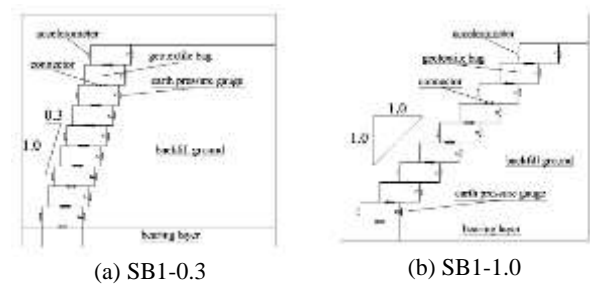 accelerometer
geotextile bag
connector
earth pressure gauge
0.3
1.0
backfill ground
bearing layer
(a) SB1-0.3
accelerometer
geotextile bag
connector
1.0
1.0
backfill ground
earth pressure gauge
bearing layer
(b) SB1-1.0